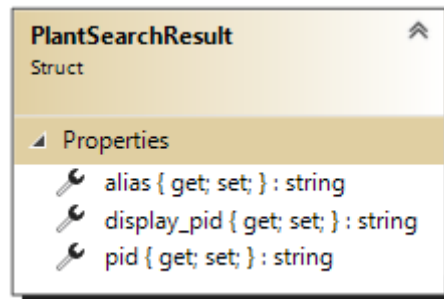 PlantSearchResult
Struct
Properties
alias { get; set; } : string
display_pid { get; set; } : string
pid { get; set; } : string